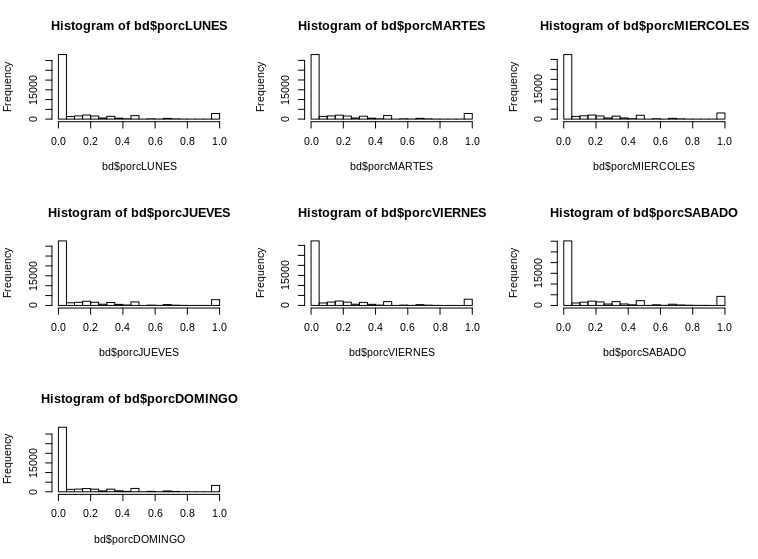 Histogram of bd$porcLUNES
Frequency
0 15000
0.0 0.2 0.4 0.6 0.8 1.0
bd$porcLUNES
Histogram of bd$porcMARTES
Frequency
0 15000
0.0 0.2 0.4 0.6 0.8 1.0
bd$porcMARTES
Histogram of bd$porcMIERCOLES
Frequency
0 15000
0.0 0.2 0.4 0.6 0.8 1.0
bd$porcMIERCOLES
Histogram of bd$porcJUEVES
Frequency
0 15000
0.0 0.2 0.4 0.6 0.8 1.0
bd$porcJUEVES
Histogram of bd$porcVIERNES
Frequency
0 15000
0.0 0.2 0.4 0.6 0.8 1.0
bd$porcVIERNES
Histogram of bd$porcSABADO
Frequency
0 15000
0.0 0.2 0.4 0.6 0.8 1.0
bd$porcSABADO
Histogram of bd$porcDOMINGO
Frequency
0 15000
0.0 0.2 0.4 0.6 0.8 1.0
bd$porcDOMINGO